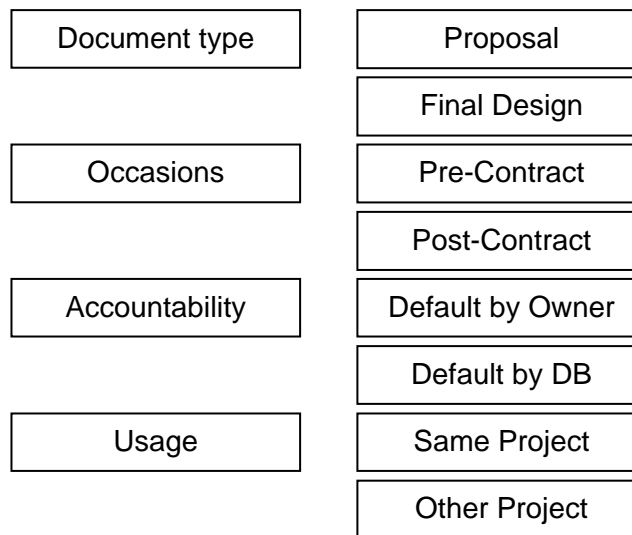 Document type
Proposal
Final Design
Occasions
Pre-Contract
Post-Contract
Accountability
Default by Owner
Default by DB
Usage
Same Project
Other Project